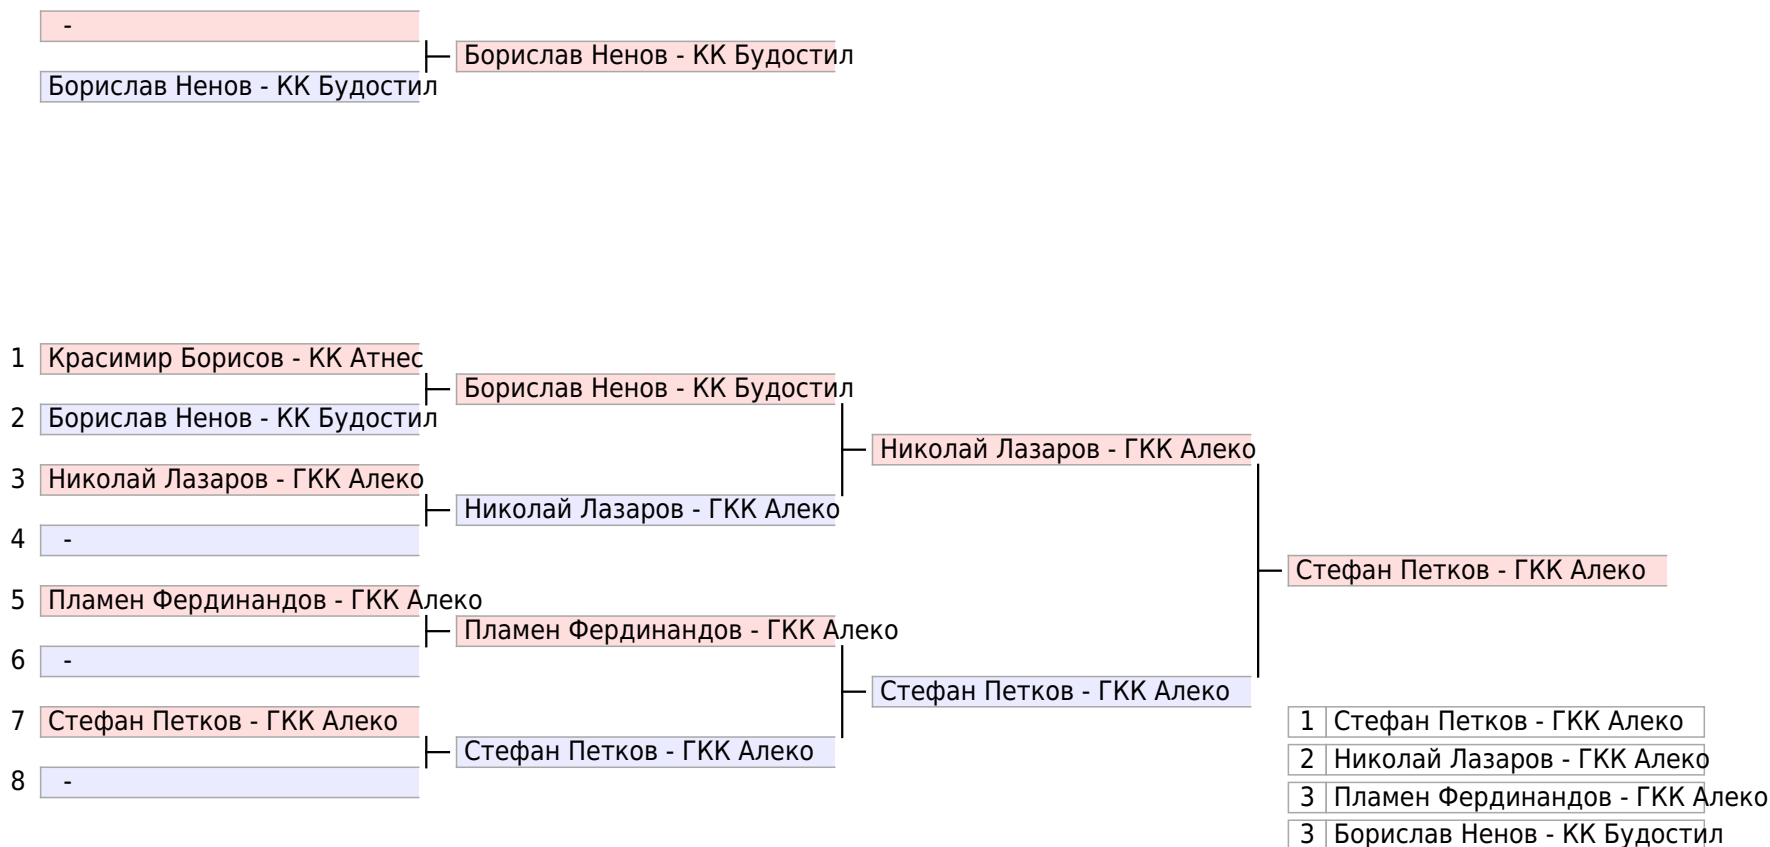 -
Борислав Ненов - КК Будостил
Борислав Ненов - КК Будостил
1 Красимир Борисов - КК Атнес
Борислав Ненов - КК Будостил
2 Борислав Ненов - КК Будостил
Николай Лазаров - ГКК Алеко
3 Николай Лазаров - ГКК Алеко
Николай Лазаров - ГКК Алеко
4 -
Стефан Петков - ГКК Алеко
5 Пламен Фердинандов - ГКК Алеко
Пламен Фердинандов - ГКК Алеко
6 -
Стефан Петков - ГКК Алеко
7 Стефан Петков - ГКК Алеко
Стефан Петков - ГКК Алеко
8 -
1 Стефан Петков - ГКК Алеко
2 Николай Лазаров - ГКК Алеко
3 Пламен Фердинандов - ГКК Алеко
3 Борислав Ненов - КК Будостил